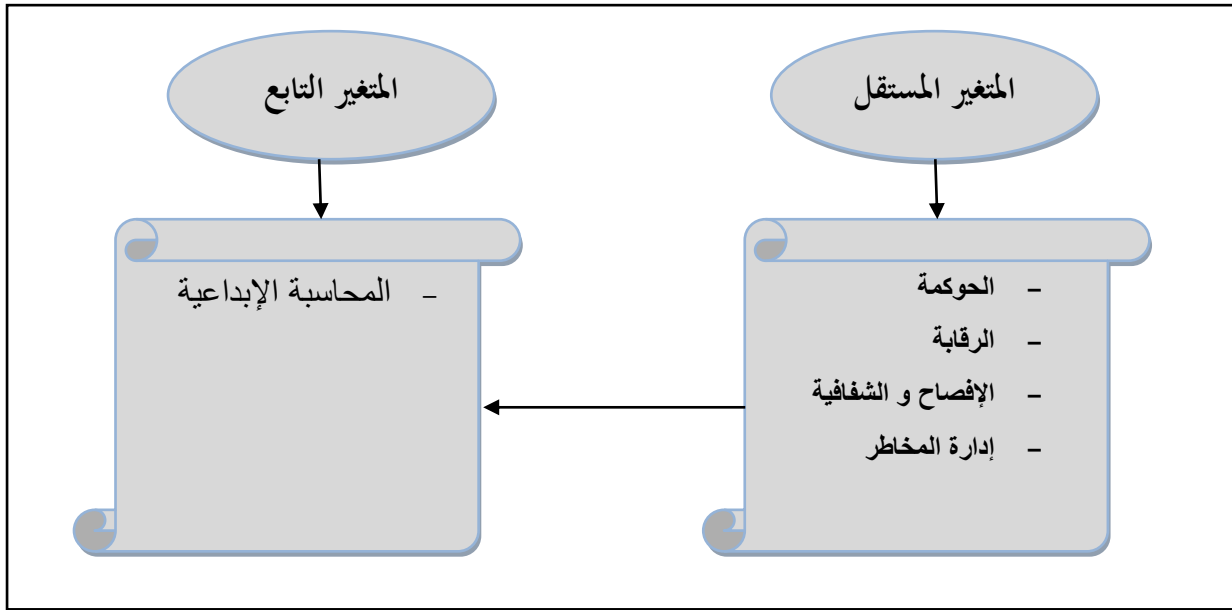 المتغير المستقل
المتغير التابع
- الحوكمة
- الرقابة
- الإفصاح و الشفافية
- إدارة المخاطر
- المحاسبة الإبداعية